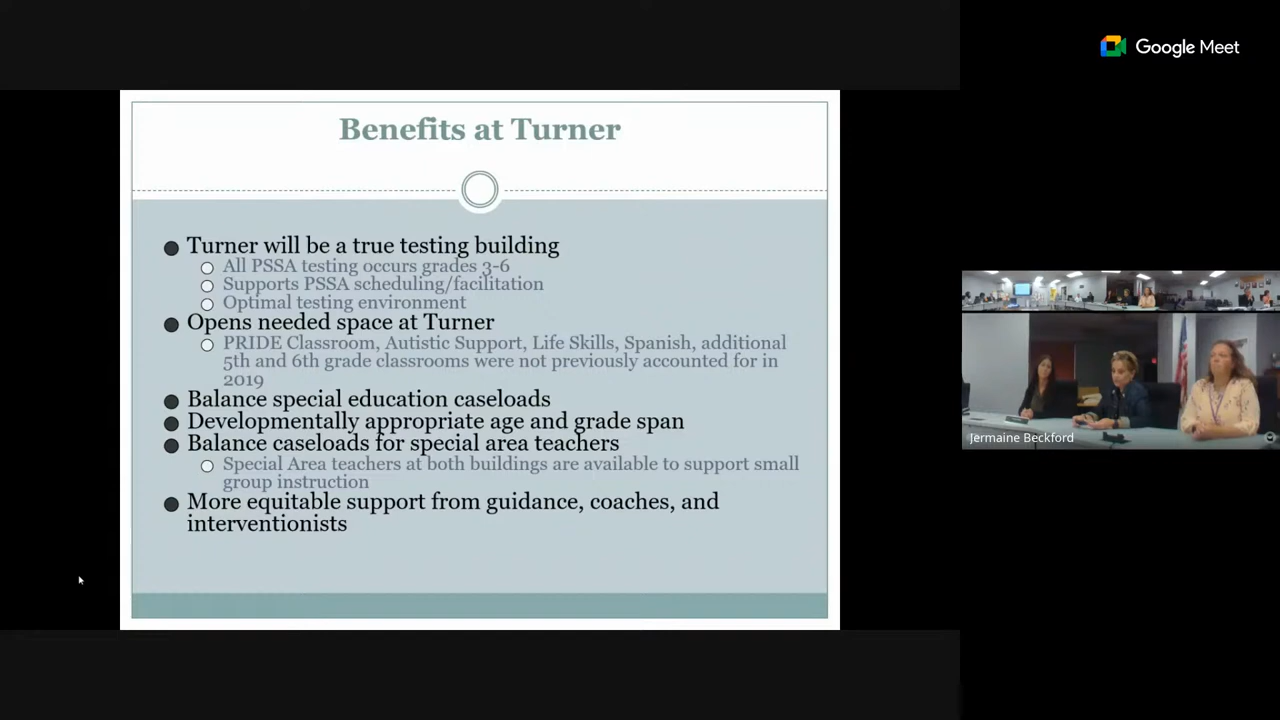 Google Meet
Benefits at Turner
Turner will be a true testing building
All PSSA testing occurs grades 3-6
Supports PSSA scheduling/facilitation
Optimal testing environment
Opens needed space at Turner
PRIDE Classroom, Autistic Support, Life Skills, Spanish, additional
5th and 6th grade classrooms were not previously accounted for in
2019
Balance special education caseloads
Developmentally appropriate age and grade span
Balance caseloads for special area teachers
Special Area teachers at both buildings are available to support small
group instruction
More equitable support from guidance, coaches, and
interventionists
Jermaine Beckford